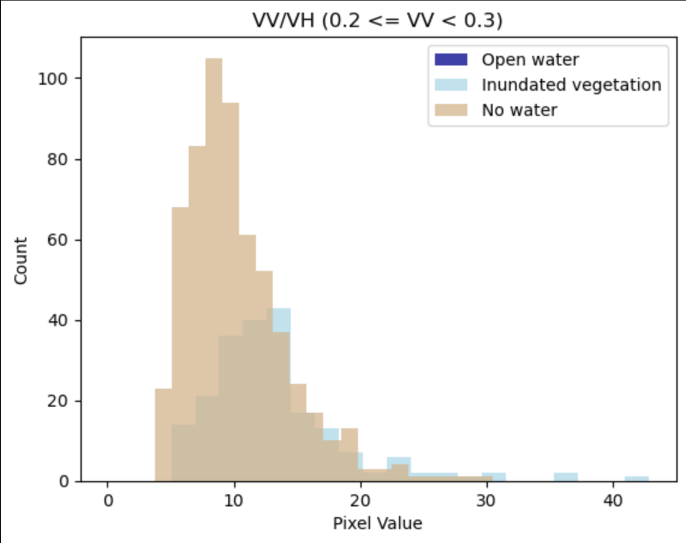 VV/VH (0.2 <= VV < 0.3)
Open water
Inundated vegetation
No water
100
80
60
40
20
0
Count
0 10 20 30 40
Pixel Value